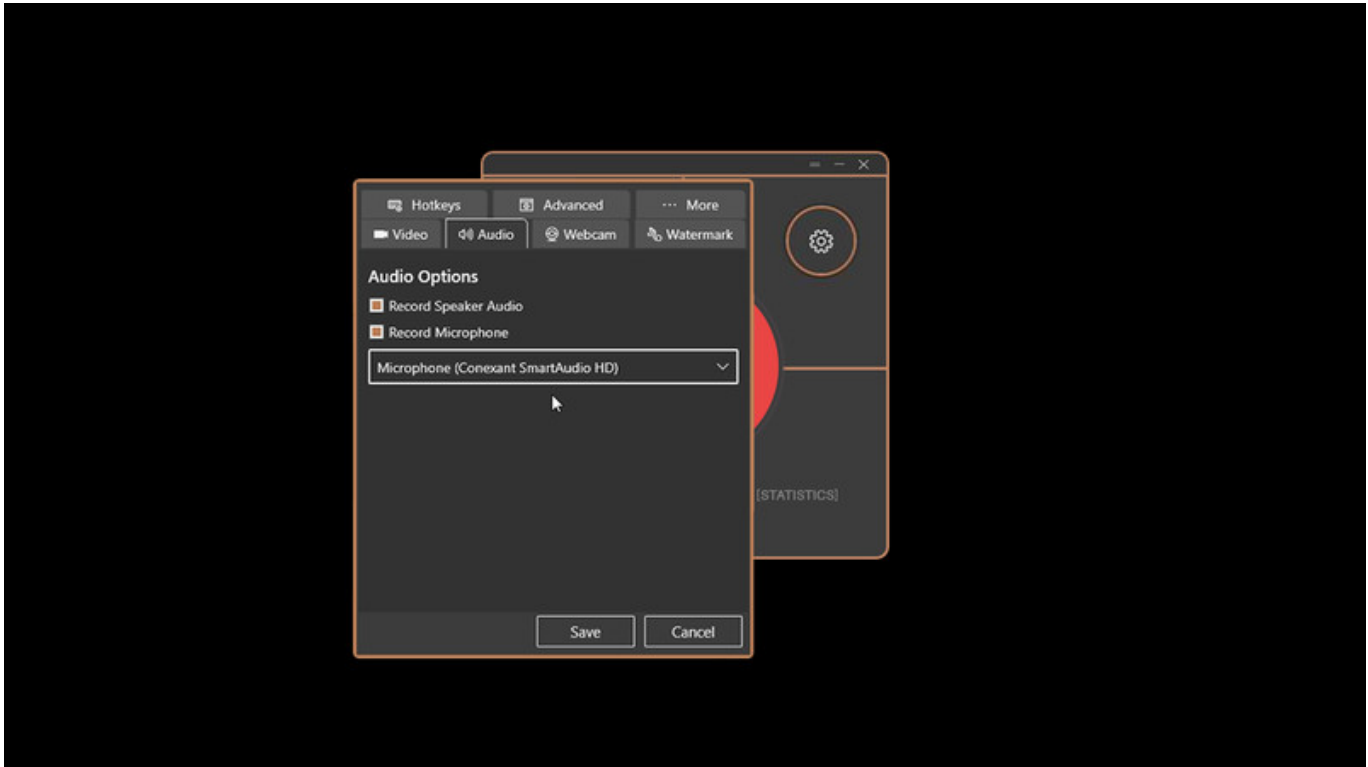 Hotkeys Advanced ··· More
Video Audio Webcam Watermark
Audio Options
Record Speaker Audio
Record Microphone
Microphone (Conexant SmartAudio HD)
[STATISTICS]
Save Cancel